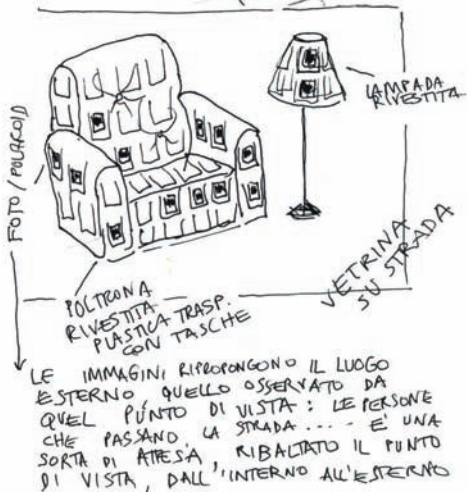 LAMPADA
RIVESTITA
FOTO / POLAROID
VETRINA
SU STRADA
POLTRONA
RIVESTITA
PLASTICA TRASP.
CON TASCHE
LE IMMAGINI RIPROPONGONO IL LUOGO
ESTERNO, QUELLO OSSERVATO DA
QUEL PUNTO DI VISTA: LE PERSONE
CHE PASSANO, LA STRADA..... E' UNA
SORTA DI ATTESA, RIBALTATO IL PUNTO
DI VISTA, DALL'INTERNO ALL'ESTERNO